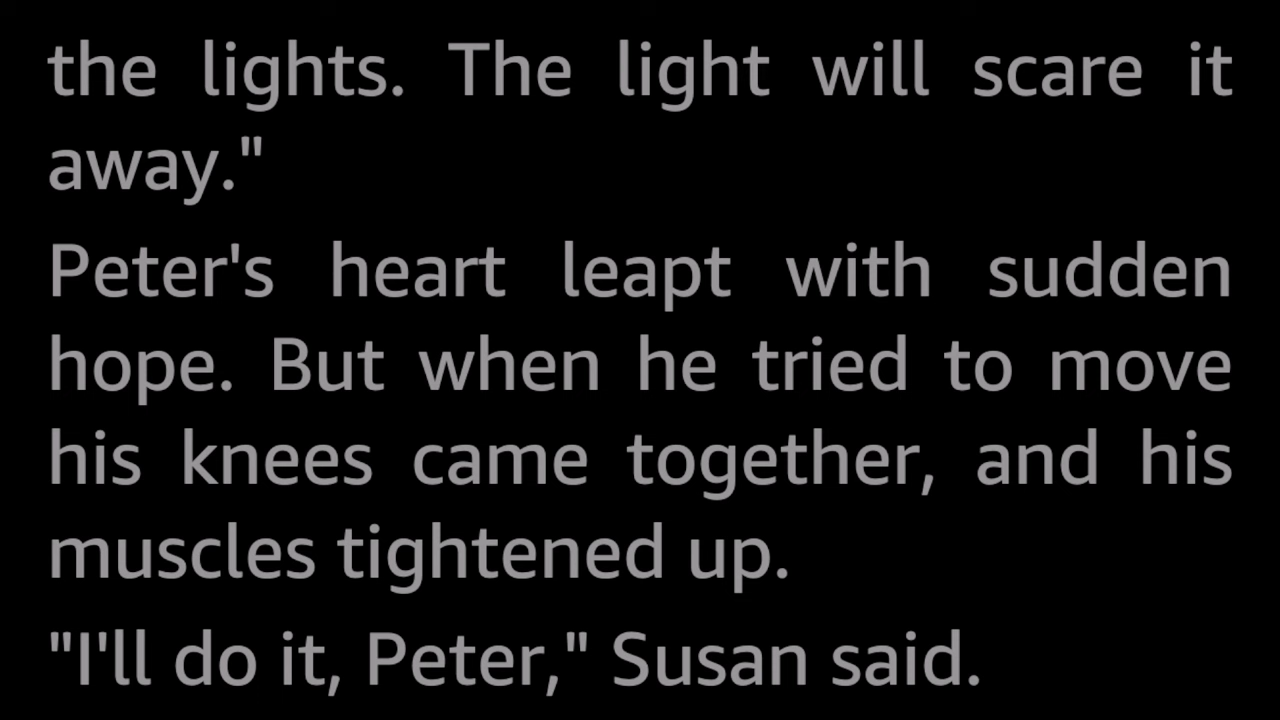 the lights. The light will scare it
away."
Peter's heart leapt with sudden
hope. But when he tried to move
his knees came together, and his
muscles tightened up.
"I'll do it, Peter," Susan said.